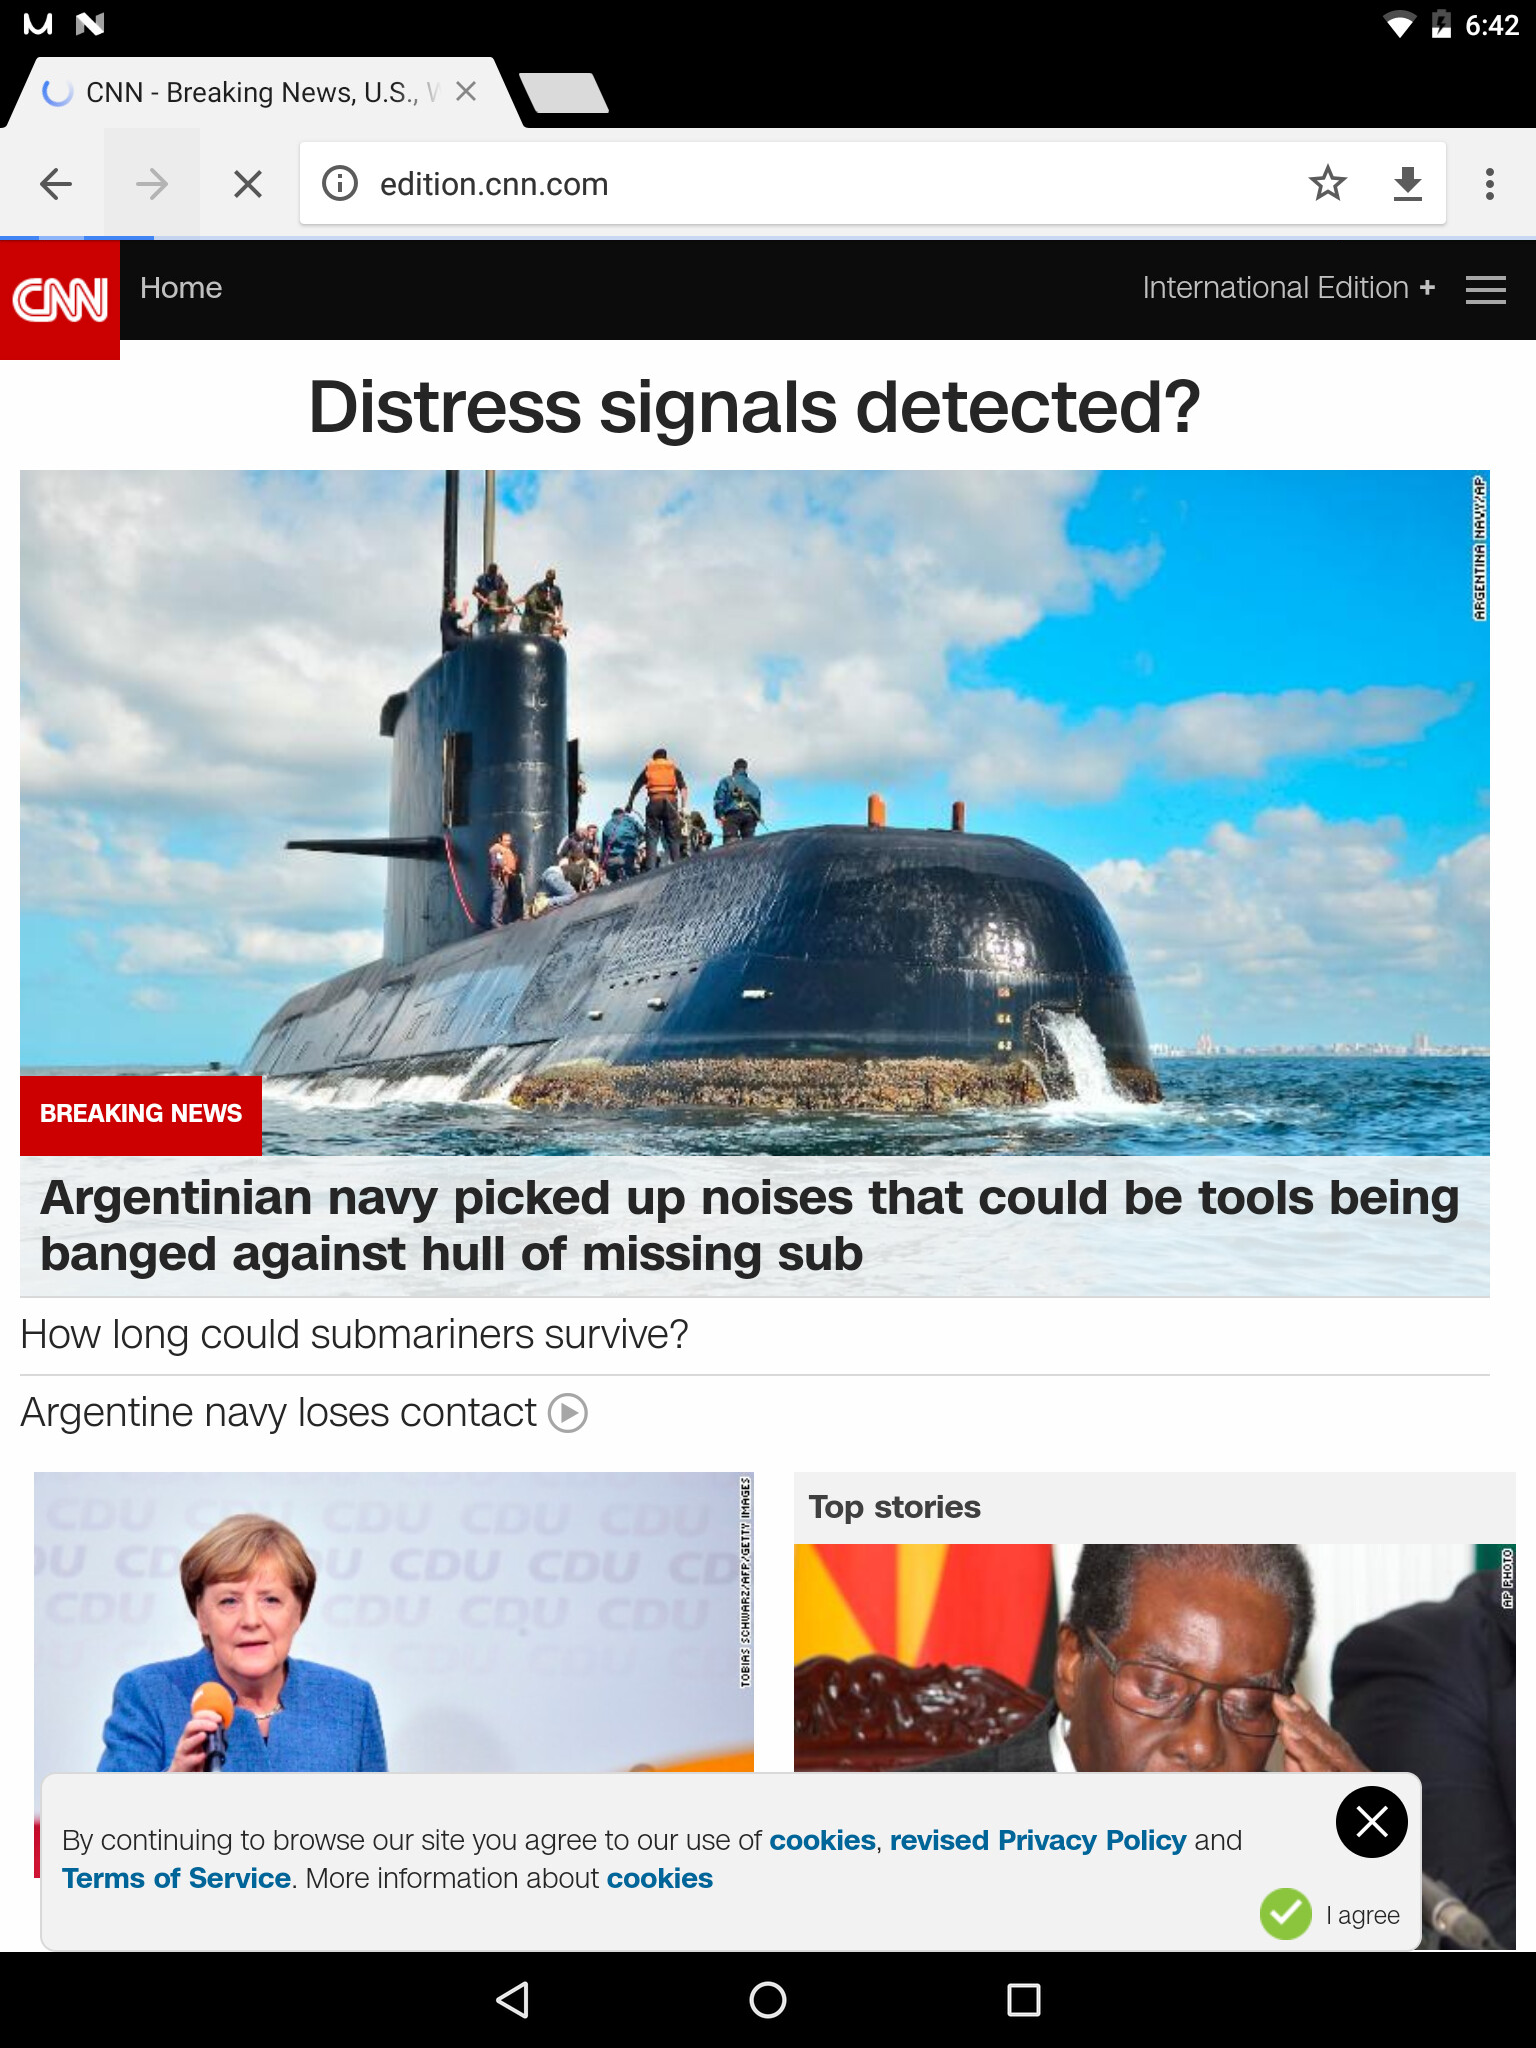 6:42
CNN - Breaking News, U.S.,
edition.cnn.com
CNN
Home
International Edition +
Distress signals detected?
ARGENTINA NAVY/AP
BREAKING NEWS
Argentinian navy picked up noises that could be tools being
banged against hull of missing sub
How long could submariners survive?
Argentine navy loses contact
CDU CDU CDU CDU CDU
CDU CDU CDU CDU
CDU CDU CDU CDU
TOBIAS SCHWARZ/AFP/GETTY IMAGES
Top stories
AP PHOTO
By continuing to browse our site you agree to our use of cookies, revised Privacy Policy and
Terms of Service. More information about cookies
I agree